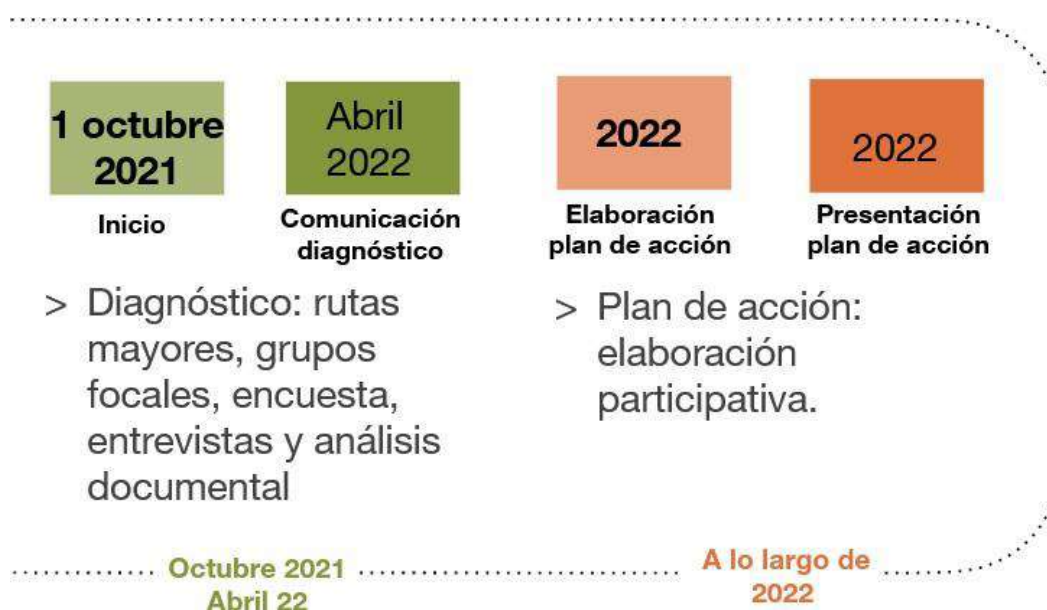 1 octubre
2021
Inicio
Abril
2022
Comunicación
diagnóstico
2022
Elaboración
plan de acción
2022
Presentación
plan de acción
> Diagnóstico: rutas
mayores, grupos
focales, encuesta,
entrevistas y análisis
documental
> Plan de acción:
elaboración
participativa.
Octubre 2021
Abril 22
A lo largo de
2022